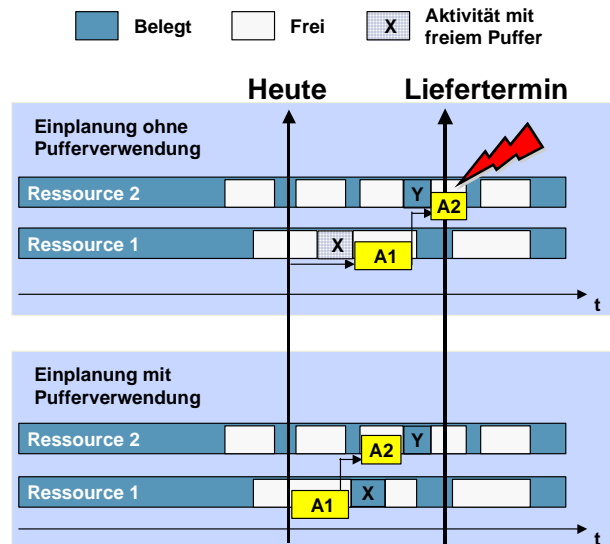 Belegt
Frei
X
Aktivität mit
freiem Puffer
Heute
Liefertermin
Einplanung ohne
Pufferverwendung
Ressource 2
Y
A2
Ressource 1
X
A1
t
Einplanung mit
Pufferverwendung
Ressource 2
A2
Y
Ressource 1
A1
X
t